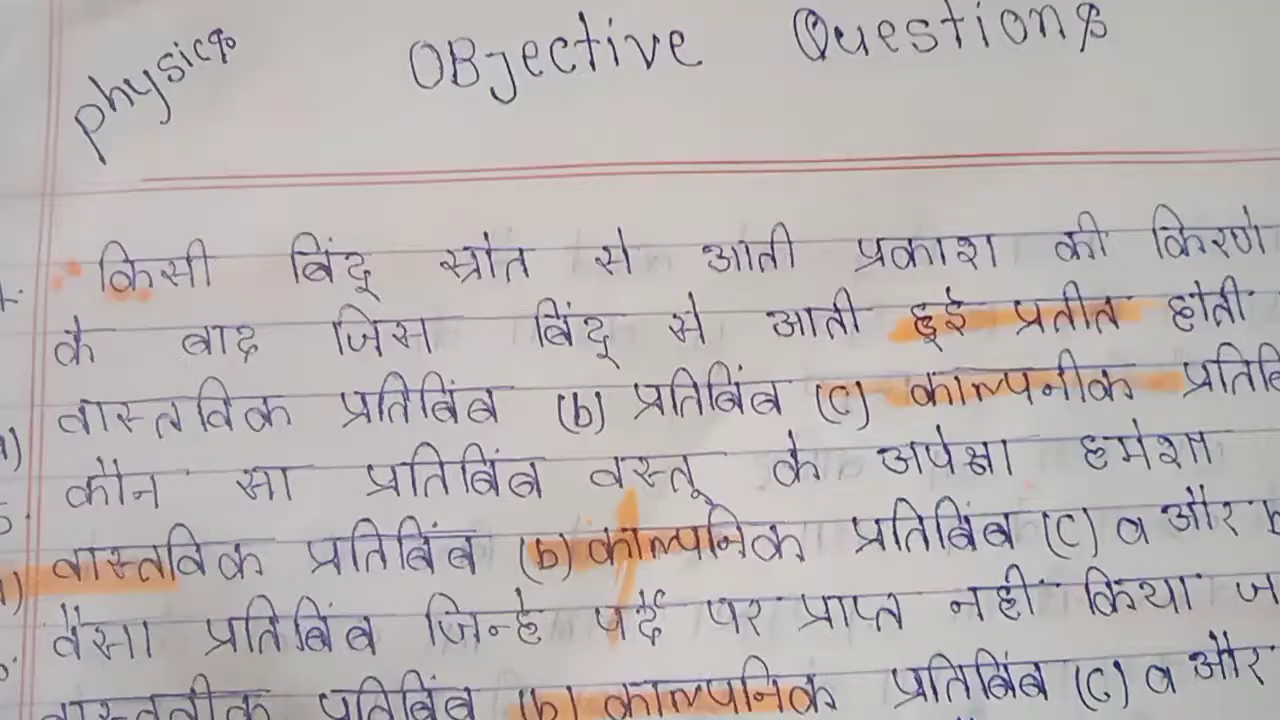 physics
OBjective Questions
किसी बिंदू स्रोत से आती प्रकाश की किरणे
के बाद जिस बिंदू से आती हूई प्रतीत होती
वास्तविक प्रतिबिंब (b) प्रतिबिंब (c) काल्पनीक
कौन सा प्रतिबिंब वस्तू के अपेक्षा हमेशा
वास्तविक प्रतिबिंब (b) काल्पनिक प्रतिबिंब (c) व और
वैसा प्रतिबिंब जिन्हे पर्दे पर प्राप्त नही किया
प्रतिबिंब (b) काल्पनिक प्रतिबिंब (c) व और